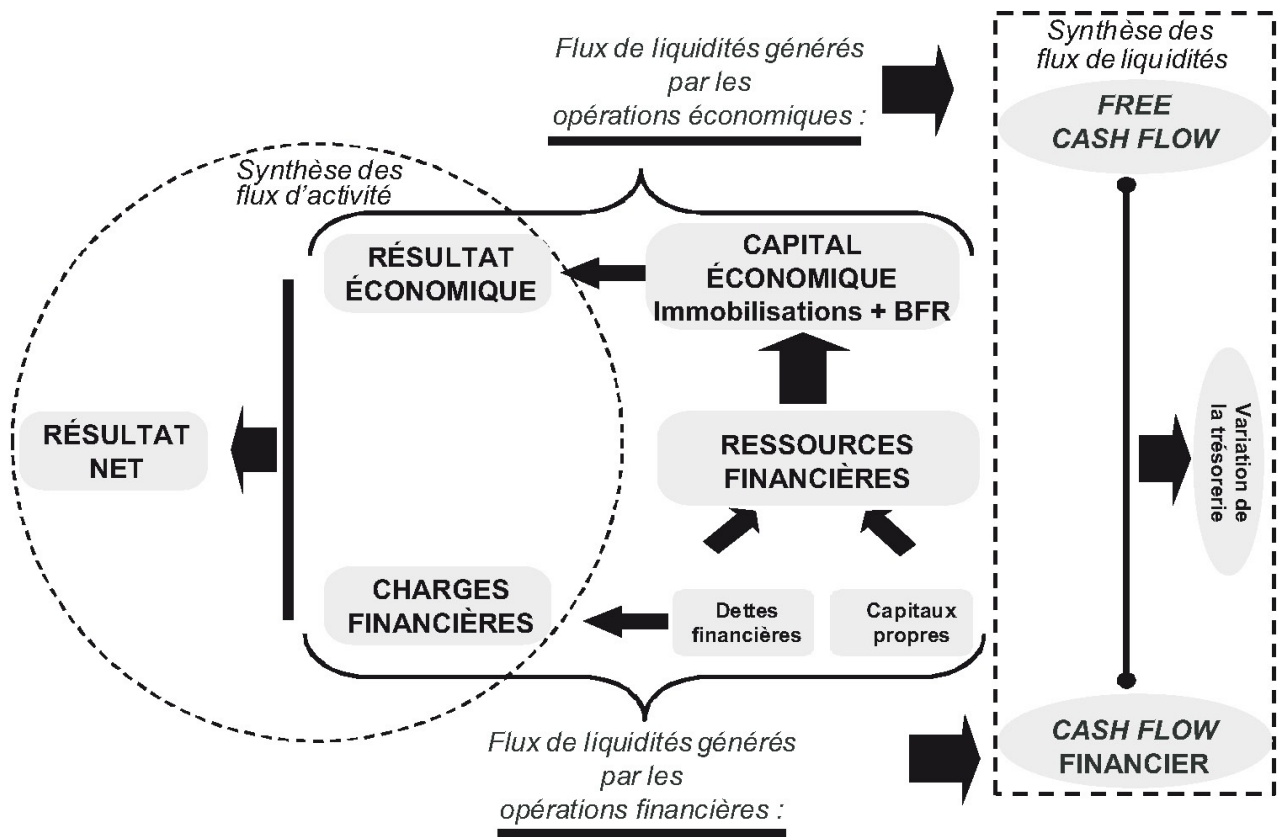 Flux de liquidités générés
par les
opérations économiques :
Synthèse des
flux de liquidités
FREE
CASH FLOW
Synthèse des
flux d'activité
RÉSULTAT
ÉCONOMIQUE
CAPITAL
ÉCONOMIQUE
Immobilisations + BFR
RÉSULTAT
NET
RESSOURCES
FINANCIÈRES
Variation de
la trésorerie
CHARGES
FINANCIÈRES
Dettes
financières
Capitaux
propres
Flux de liquidités générés
par les
opérations financières :
CASH FLOW
FINANCIER